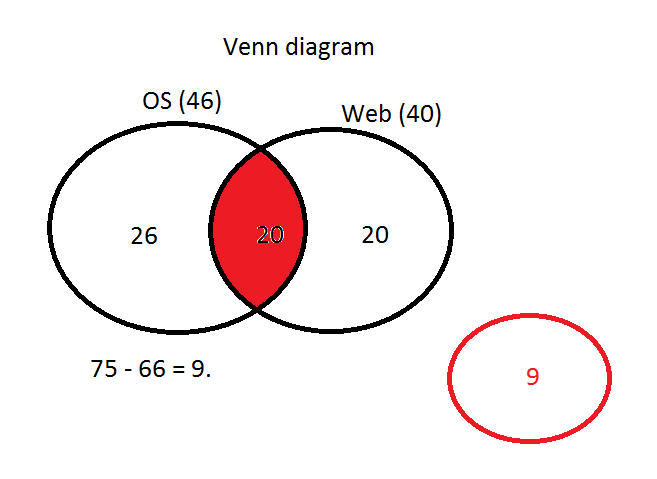 Venn diagram
OS (46)
Web (40)
26
20
20
75 - 66 = 9.
9